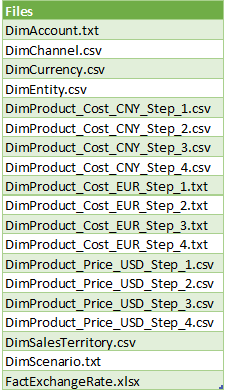 Files
DimAccount.txt
DimChannel.csv
DimCurrency.csv
DimEntity.csv
DimProduct_Cost_CNY_Step_1.csv
DimProduct_Cost_CNY_Step_2.csv
DimProduct_Cost_CNY_Step_3.csv
DimProduct_Cost_CNY_Step_4.csv
DimProduct_Cost_EUR_Step_1.txt
DimProduct_Cost_EUR_Step_2.txt
DimProduct_Cost_EUR_Step_3.txt
DimProduct_Cost_EUR_Step_4.txt
DimProduct_Price_USD_Step_1.csv
DimProduct_Price_USD_Step_2.csv
DimProduct_Price_USD_Step_3.csv
DimProduct_Price_USD_Step_4.csv
DimSalesTerritory.csv
DimScenario.txt
FactExchangeRate.xlsx